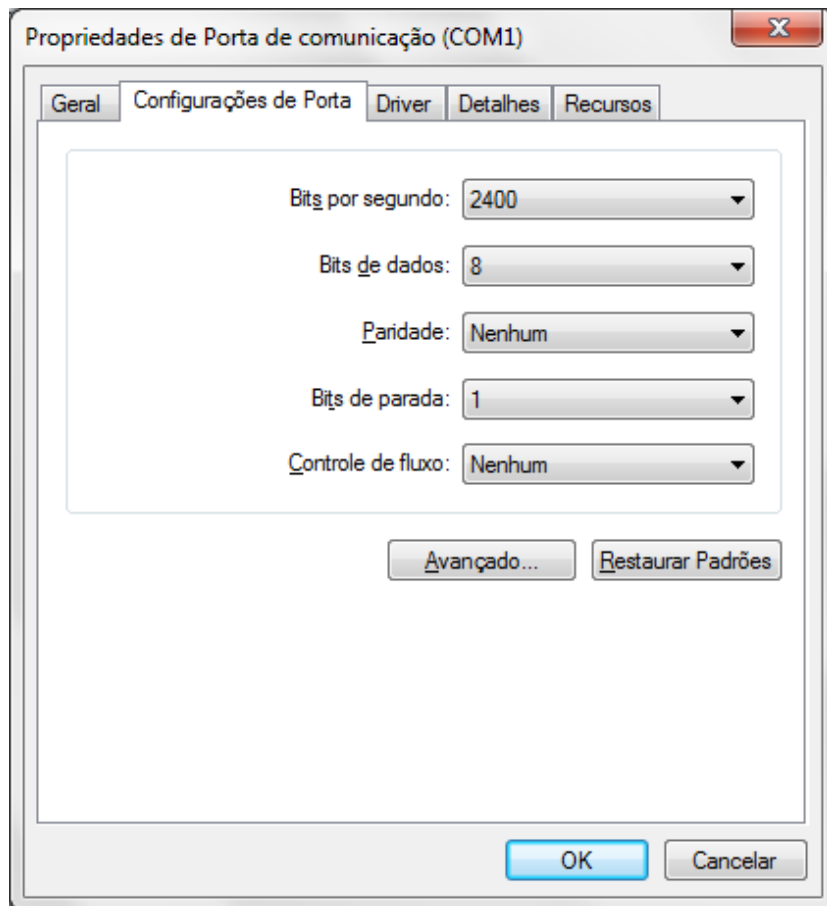 Propriedades de Porta de comunicação (COM1)
Geral Configurações de Porta Driver Detalhes Recursos
Bits por segundo: 2400
Bits de dados: 8
Paridade: Nenhum
Bits de parada: 1
Controle de fluxo: Nenhum
Avançado... Restaurar Padrões
OK Cancelar